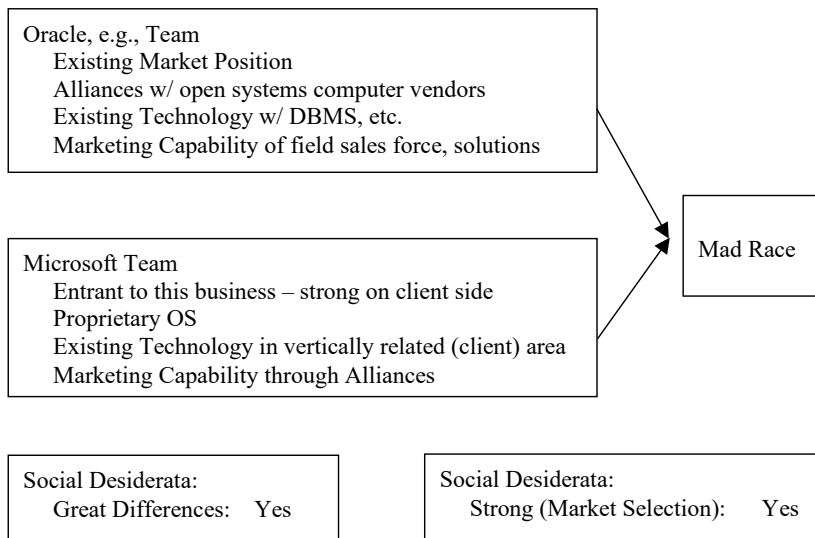 Oracle, e.g., Team
Existing Market Position
Alliances w/ open systems computer vendors
Existing Technology w/ DBMS, etc.
Marketing Capability of field sales force, solutions
Mad Race
Microsoft Team
Entrant to this business – strong on client side
Proprietary OS
Existing Technology in vertically related (client) area
Marketing Capability through Alliances
Social Desiderata:
Great Differences: Yes
Social Desiderata:
Strong (Market Selection): Yes